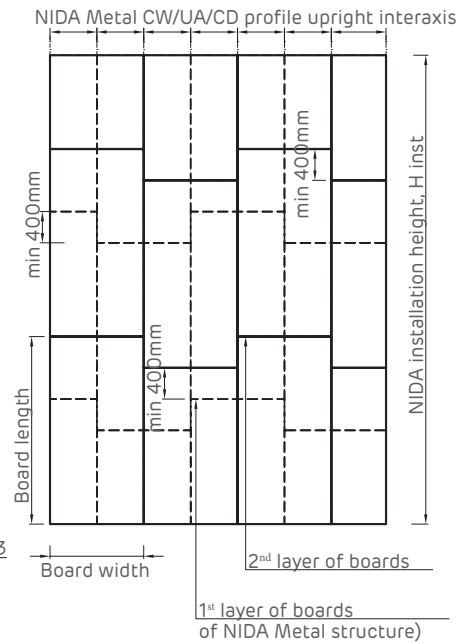 NIDA Metal CW/UA/CD profile upright interaxis
min 400mm
min 400mm
NIDA installation height, H inst
min 400mm
Board length
3
Board width
2nd layer of boards
1st layer of boards
of NIDA Metal structure)